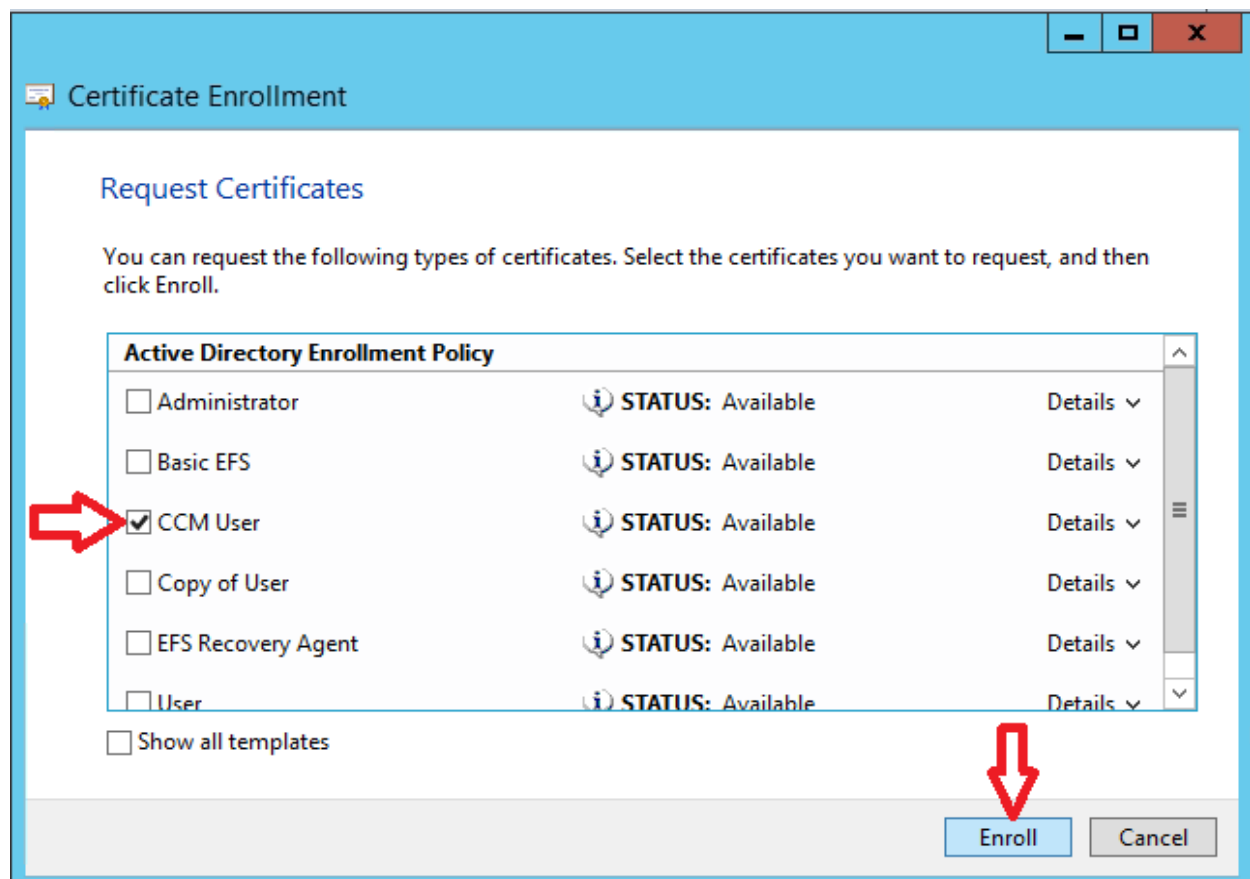 Certificate Enrollment
Request Certificates
You can request the following types of certificates. Select the certificates you want to request, and then
click Enroll.
Active Directory Enrollment Policy
Administrator STATUS: Available Details
Basic EFS STATUS: Available Details
CCM User STATUS: Available Details
Copy of User STATUS: Available Details
EFS Recovery Agent STATUS: Available Details
User STATUS: Available Details
Show all templates
Enroll Cancel